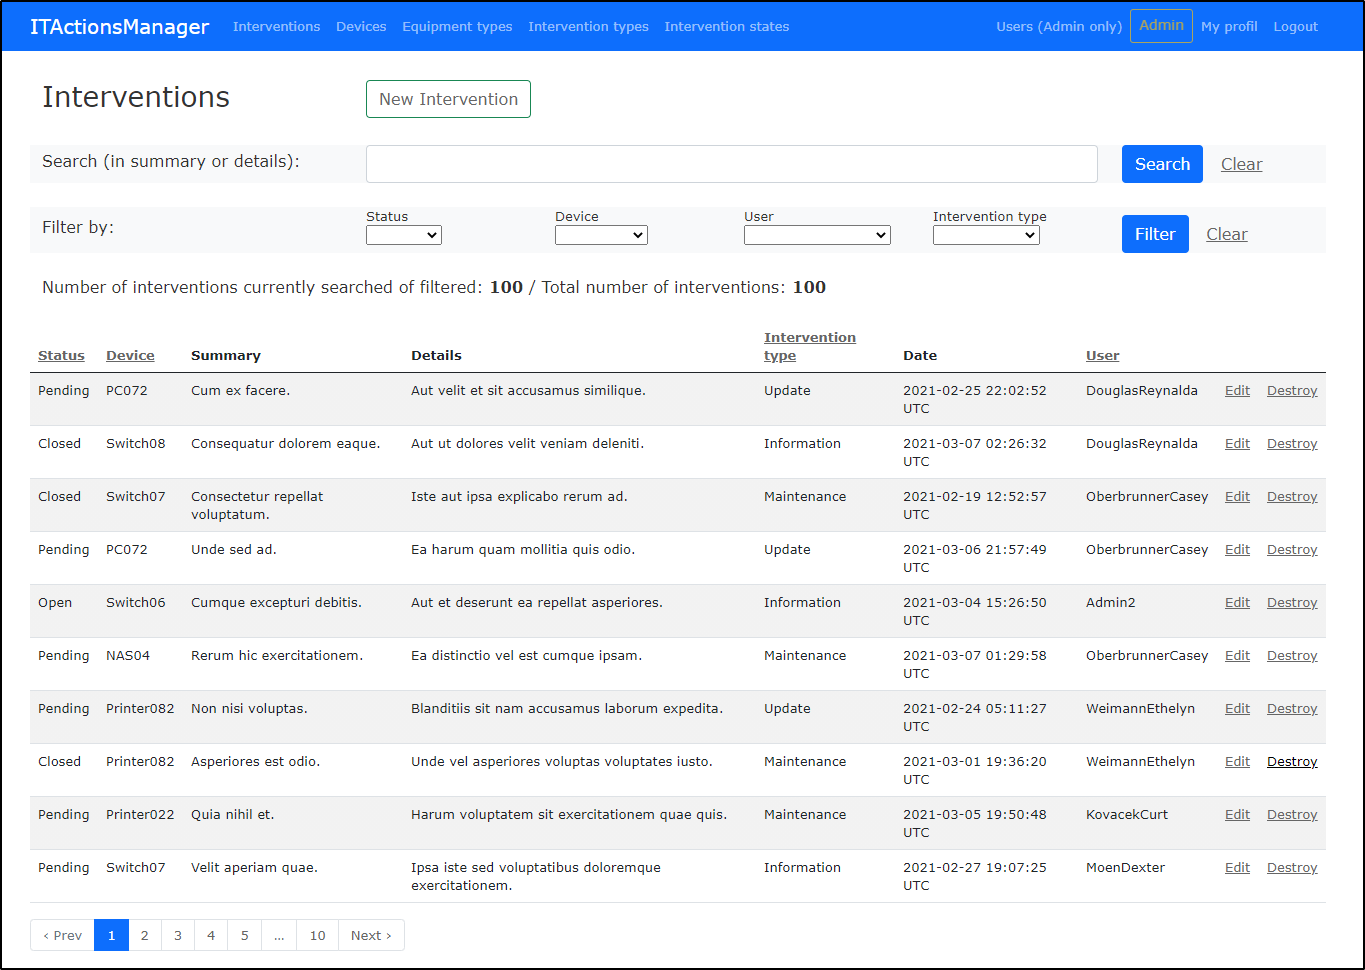 ITActionsManager Interventions Devices Equipment types Intervention types Intervention states Users (Admin only) Admin My profil Logout
Interventions New Intervention
Search (in summary or details): Search Clear
Filter by: Status Device User Intervention type Filter Clear
Number of interventions currently searched of filtered: 100 / Total number of interventions: 100
Status Device Summary Details Intervention type Date User
Pending PC072 Cum ex facere. Aut velit et sit accusamus similique. Update 2021-02-25 22:02:52 UTC DouglasReynalda Edit Destroy
Closed Switch08 Consequatur dolorem eaque. Aut ut dolores velit veniam deleniti. Information 2021-03-07 02:26:32 UTC DouglasReynalda Edit Destroy
Closed Switch07 Consectetur repellat voluptatum. Iste aut ipsa explicabo rerum ad. Maintenance 2021-02-19 12:52:57 UTC OberbrunnerCasey Edit Destroy
Pending PC072 Unde sed ad. Ea harum quam mollitia quis odio. Update 2021-03-06 21:57:49 UTC OberbrunnerCasey Edit Destroy
Open Switch06 Cumque excepturi debitis. Aut et deserunt ea repellat asperiores. Information 2021-03-04 15:26:50 UTC Admin2 Edit Destroy
Pending NAS04 Rerum hic exercitationem. Ea distinctio vel est cumque ipsam. Maintenance 2021-03-07 01:29:58 UTC OberbrunnerCasey Edit Destroy
Pending Printer082 Non nisi voluptas. Blanditiis sit nam accusamus laborum expedita. Update 2021-02-24 05:11:27 UTC WeimannEthelyn Edit Destroy
Closed Printer082 Asperiores est odio. Unde vel asperiores voluptas voluptates iusto. Maintenance 2021-03-01 19:36:20 UTC WeimannEthelyn Edit Destroy
Pending Printer022 Quia nihil et. Harum voluptatem sit exercitationem quae quis. Maintenance 2021-03-05 19:50:48 UTC KovacekCurt Edit Destroy
Pending Switch07 Velit aperiam quae. Ipsa iste sed voluptatibus doloremque exercitationem. Information 2021-02-27 19:07:25 UTC MoenDexter Edit Destroy
‹ Prev 1 2 3 4 5 ... 10 Next ›